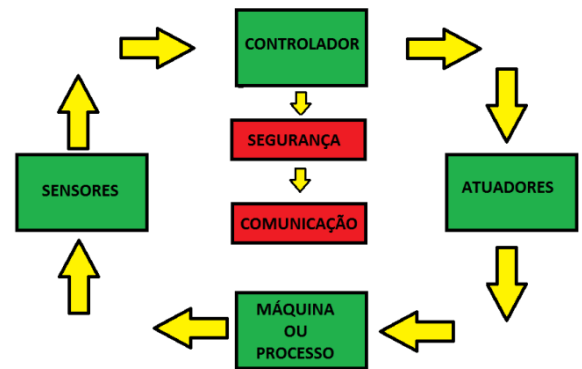 CONTROLADOR
SEGURANÇA
SENSORES
ATUADORES
COMUNICAÇÃO
MÁQUINA
OU
PROCESSO